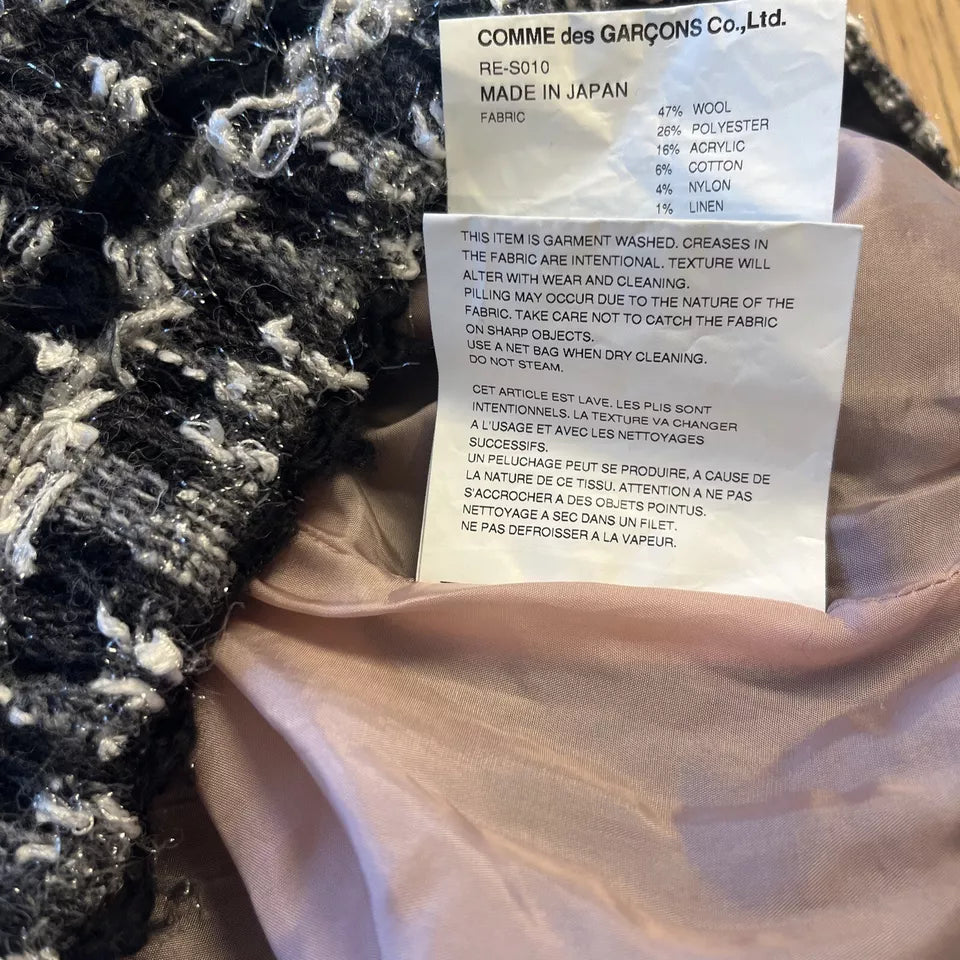 COMME des GARÇONS Co.,Ltd.
RE-S010
MADE IN JAPAN
FABRIC 47% WOOL
26% POLYESTER
16% ACRYLIC
6% COTTON
4% NYLON
1% LINEN
THIS ITEM IS GARMENT WASHED. CREASES IN
THE FABRIC ARE INTENTIONAL. TEXTURE WILL
ALTER WITH WEAR AND CLEANING.
PILLING MAY OCCUR DUE TO THE NATURE OF THE
FABRIC. TAKE CARE NOT TO CATCH THE FABRIC
ON SHARP OBJECTS.
USE A NET BAG WHEN DRY CLEANING.
DO NOT STEAM.
CET ARTICLE EST LAVE. LES PLIS SONT
INTENTIONNELS. LA TEXTURE VA CHANGER
A L'USAGE ET AVEC LES NETTOYAGES
SUCCESSIFS.
UN PELUCHAGE PEUT SE PRODUIRE, A CAUSE DE
LA NATURE DE CE TISSU. ATTENTION A NE PAS
S'ACCROCHER A DES OBJETS POINTUS.
NETTOYAGE A SEC DANS UN FILET.
NE PAS DEFROISSER A LA VAPEUR.